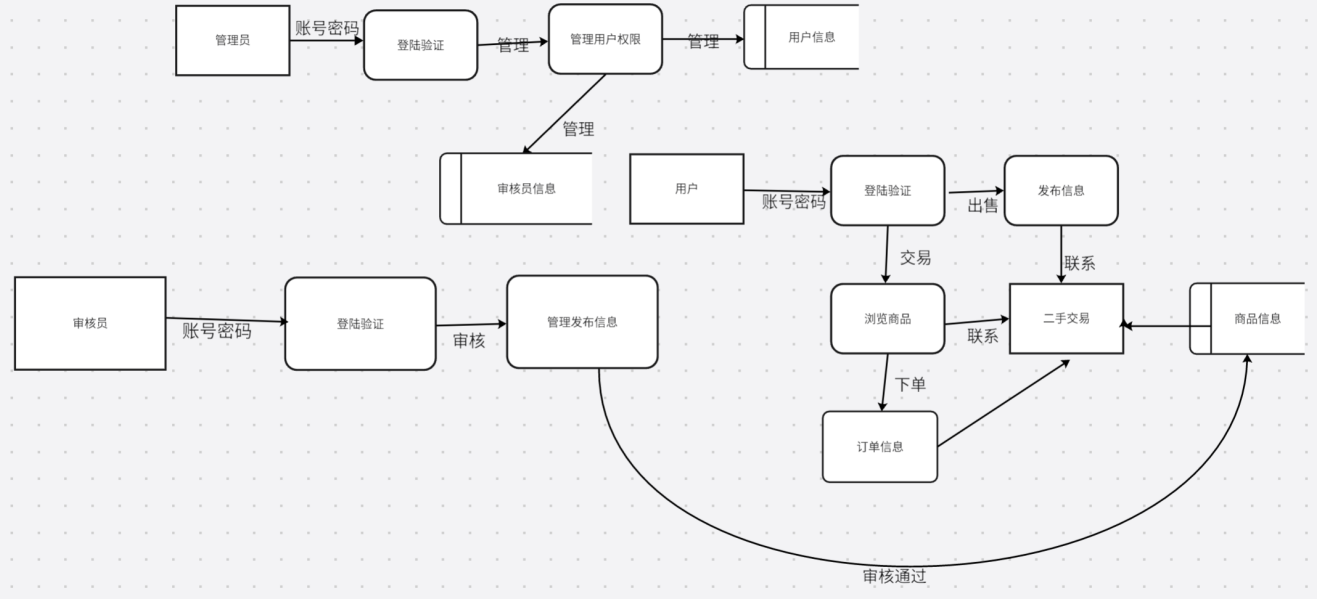 管理员
账号密码
登陆验证
管理
管理用户权限
管理
用户信息
管理
审核员信息
用户
账号密码
登陆验证
出售
发布信息
交易
联系
审核员
账号密码
登陆验证
审核
管理发布信息
浏览商品
联系
二手交易
商品信息
下单
订单信息
审核通过